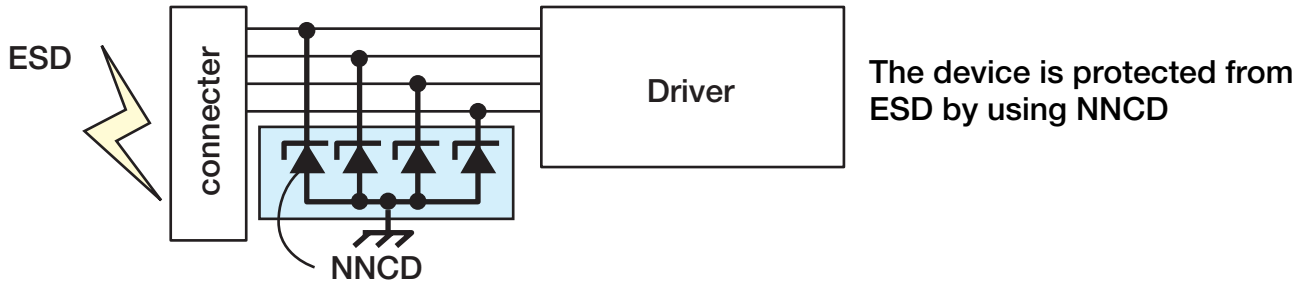 ESD
connecter
Driver
The device is protected from
ESD by using NNCD
NNCD